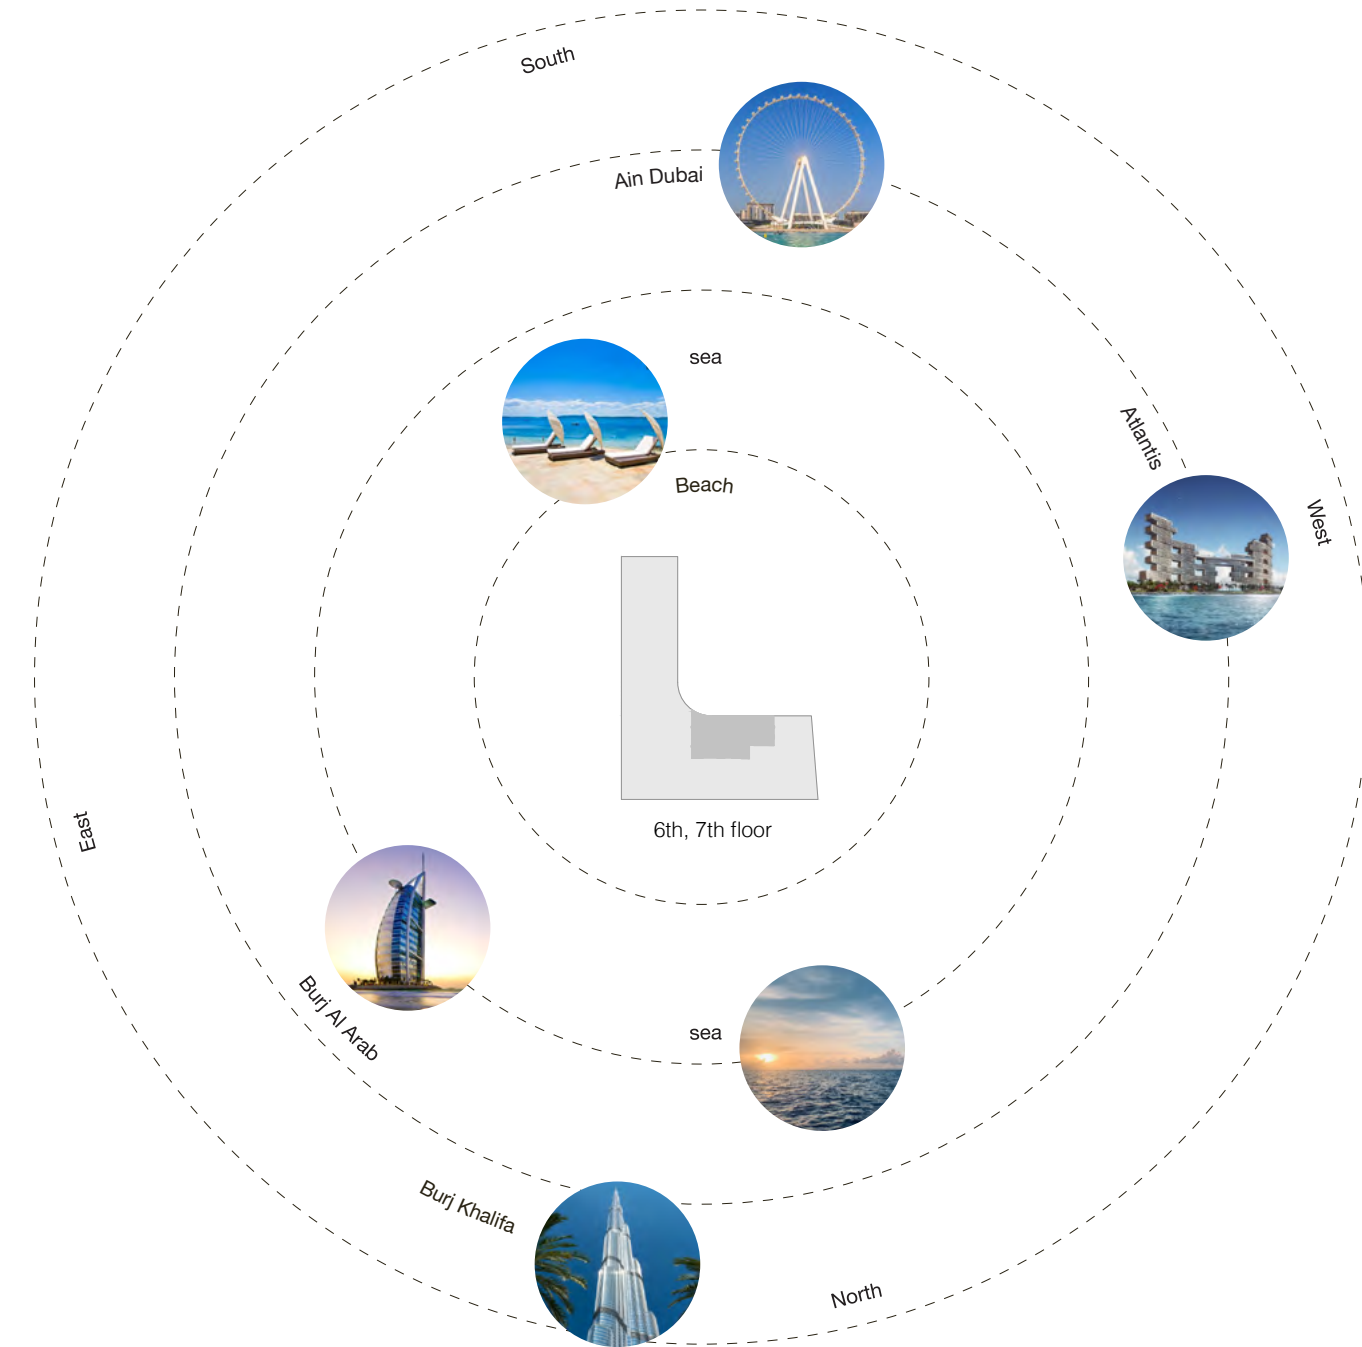 South
Ain Dubai
sea
Atlantis
Beach
West
6th, 7th floor
East
Burj Al Arab
sea
Burj Khalifa
North